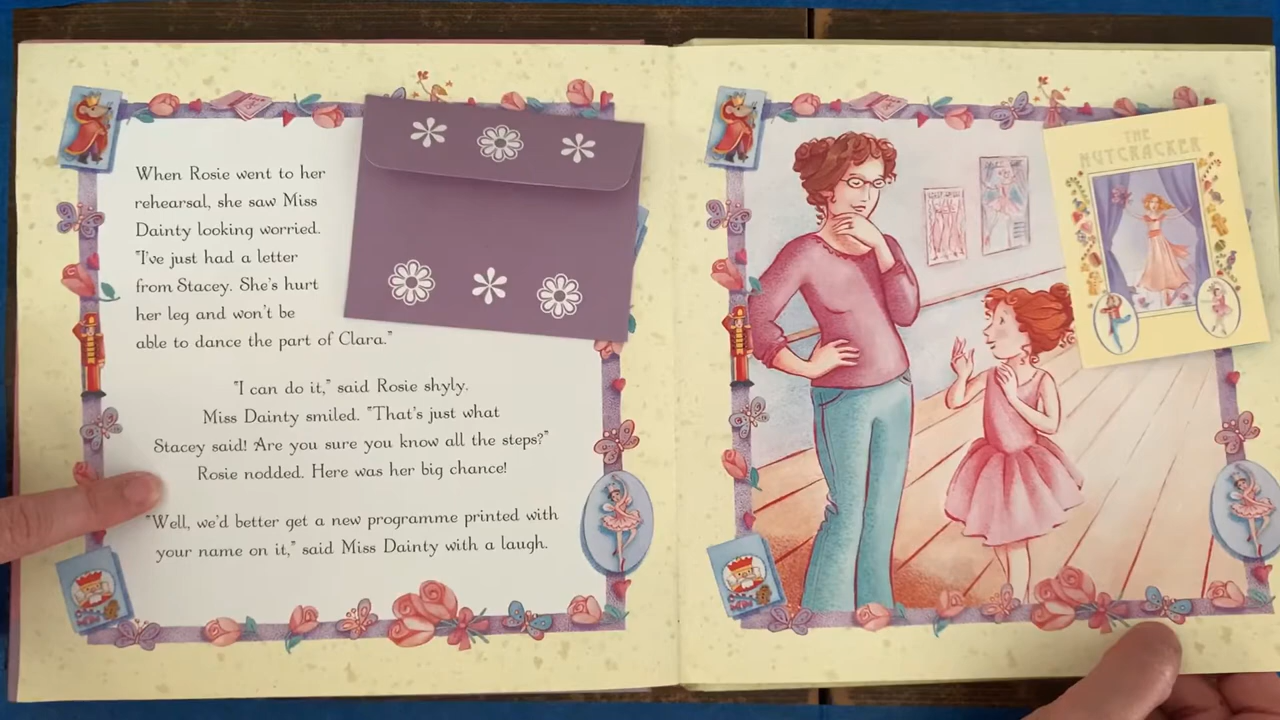 When Rosie went to her
rehearsal, she saw Miss
Dainty looking worried.
"I've just had a letter
from Stacey. She's hurt
her leg and won't be
able to dance the part of Clara."
"I can do it," said Rosie shyly.
Miss Dainty smiled. "That's just what
Stacey said! Are you sure you know all the steps?"
Rosie nodded. Here was her big chance!
"Well, we'd better get a new programme printed with
your name on it," said Miss Dainty with a laugh.
THE
NUTCRACKER